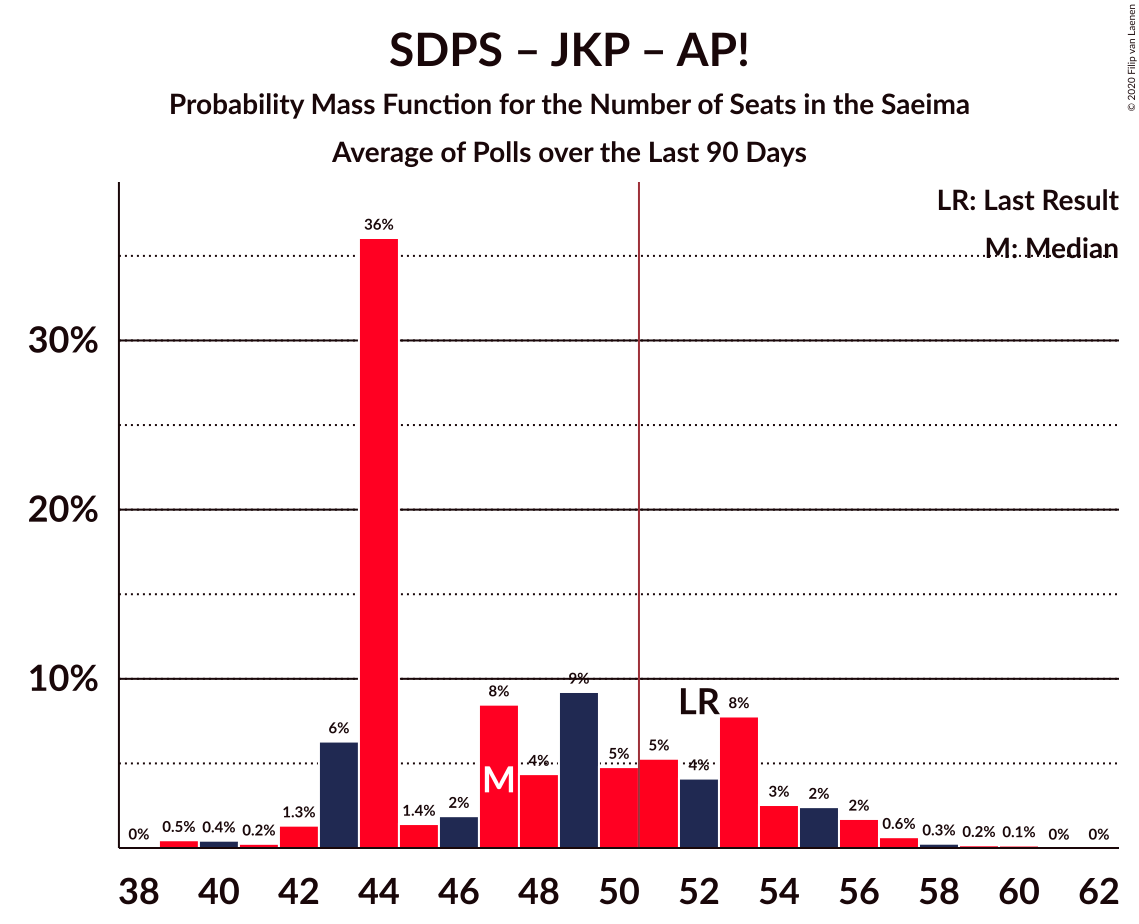 SDPS – JKP – AP!
Probability Mass Function for the Number of Seats in the Saeima
Average of Polls over the Last 90 Days
© 2020 Filip van Laenen
LR: Last Result
M: Median
30%
20%
10%
0% 0.5% 0.4% 0.2% 1.3% 6% 36% 1.4% 2% 8% 4% 9% 5% 5% 4% 8% 3% 2% 2% 0.6% 0.3% 0.2% 0.1% 0% 0%
M
LR
38 40 42 44 46 48 50 52 54 56 58 60 62